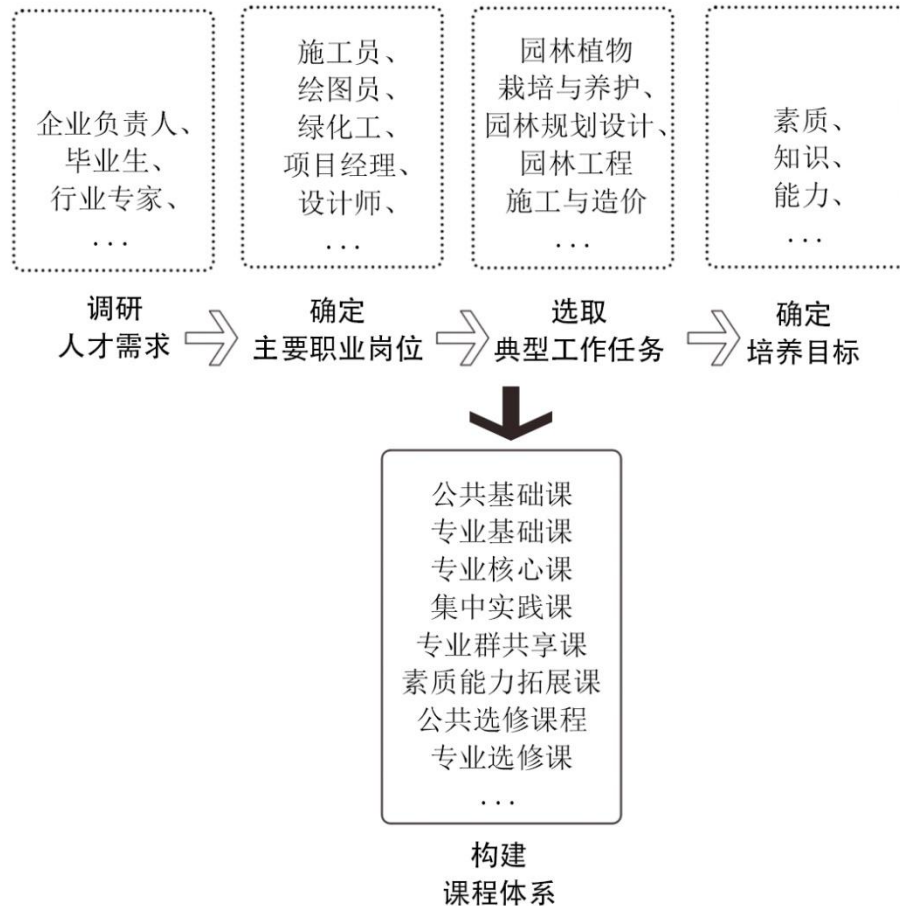 企业负责人、
毕业生、
行业专家、
...
施工员、
绘图员、
绿化工、
项目经理、
设计师、
...
园林植物
栽培与养护、
园林规划设计、
园林工程
施工与造价
...
素质、
知识、
能力、
...
调研
人才需求
确定
主要职业岗位
选取
典型工作任务
确定
培养目标
公共基础课
专业基础课
专业核心课
集中实践课
专业群共享课
素质能力拓展课
公共选修课程
专业选修课
...
构建
课程体系